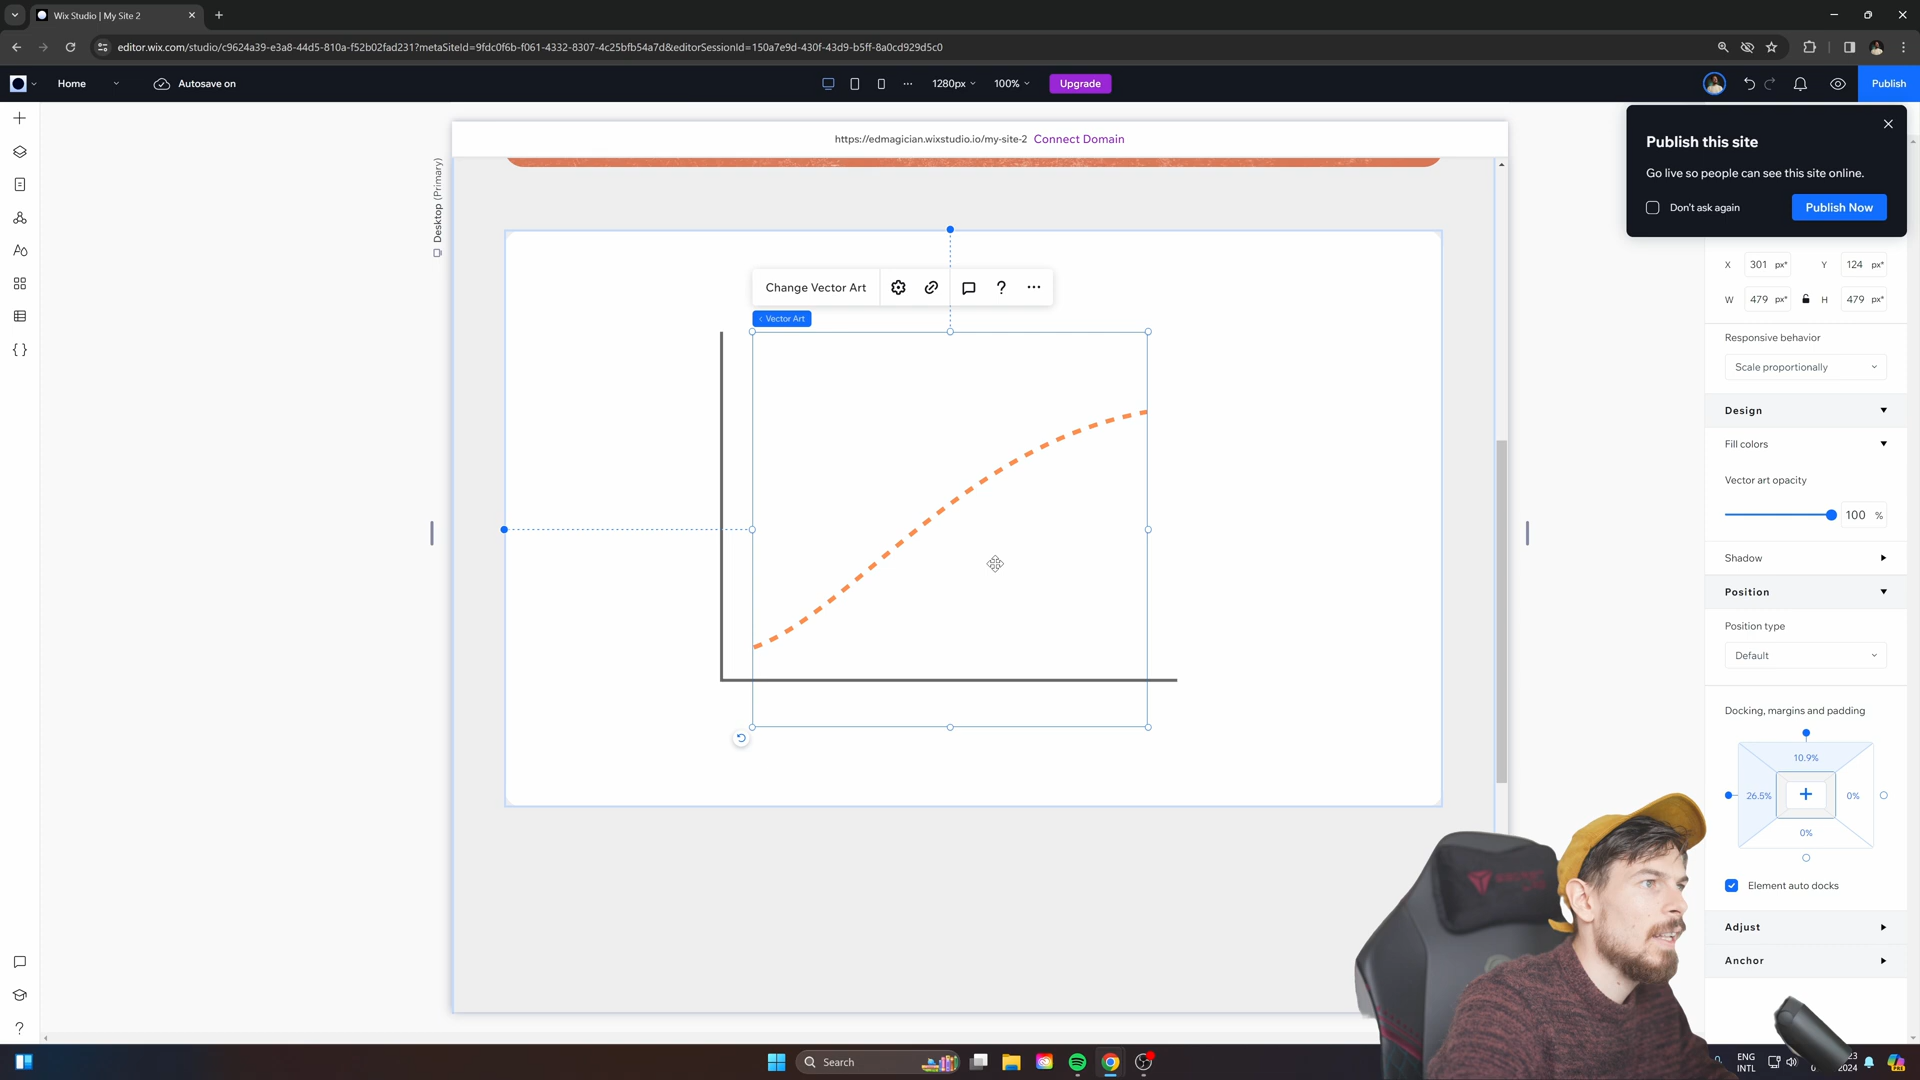 Wix Studio | My Site 2
editor.wix.com/studio/c9624a39-e3a8-44d5-810a-f52b02fad231?metaSiteId=9fdc0f6b-f061-4332-8307-4c25bfb54a7d&editorSessionId=150a7e9d-430f-43d9-b5ff-8a0cd929d5c0
Home
Autosave on
1280px
100%
Upgrade
Publish
https://edmagician.wixstudio.io/my-site-2 Connect Domain
Desktop (Primary)
Publish this site
Go live so people can see this site online.
Don't ask again
Publish Now
Change Vector Art
?
Vector Art
X 301 px* Y 124 px*
W 479 px* H 479 px*
Responsive behavior
Scale proportionally
Design
Fill colors
Vector art opacity
100 %
Shadow
Position
Position type
Default
Docking, margins and padding
10.9%
26.5% 0%
0%
Element auto docks
Adjust
Anchor
?
Search
ENG
INTL
2024
PRE